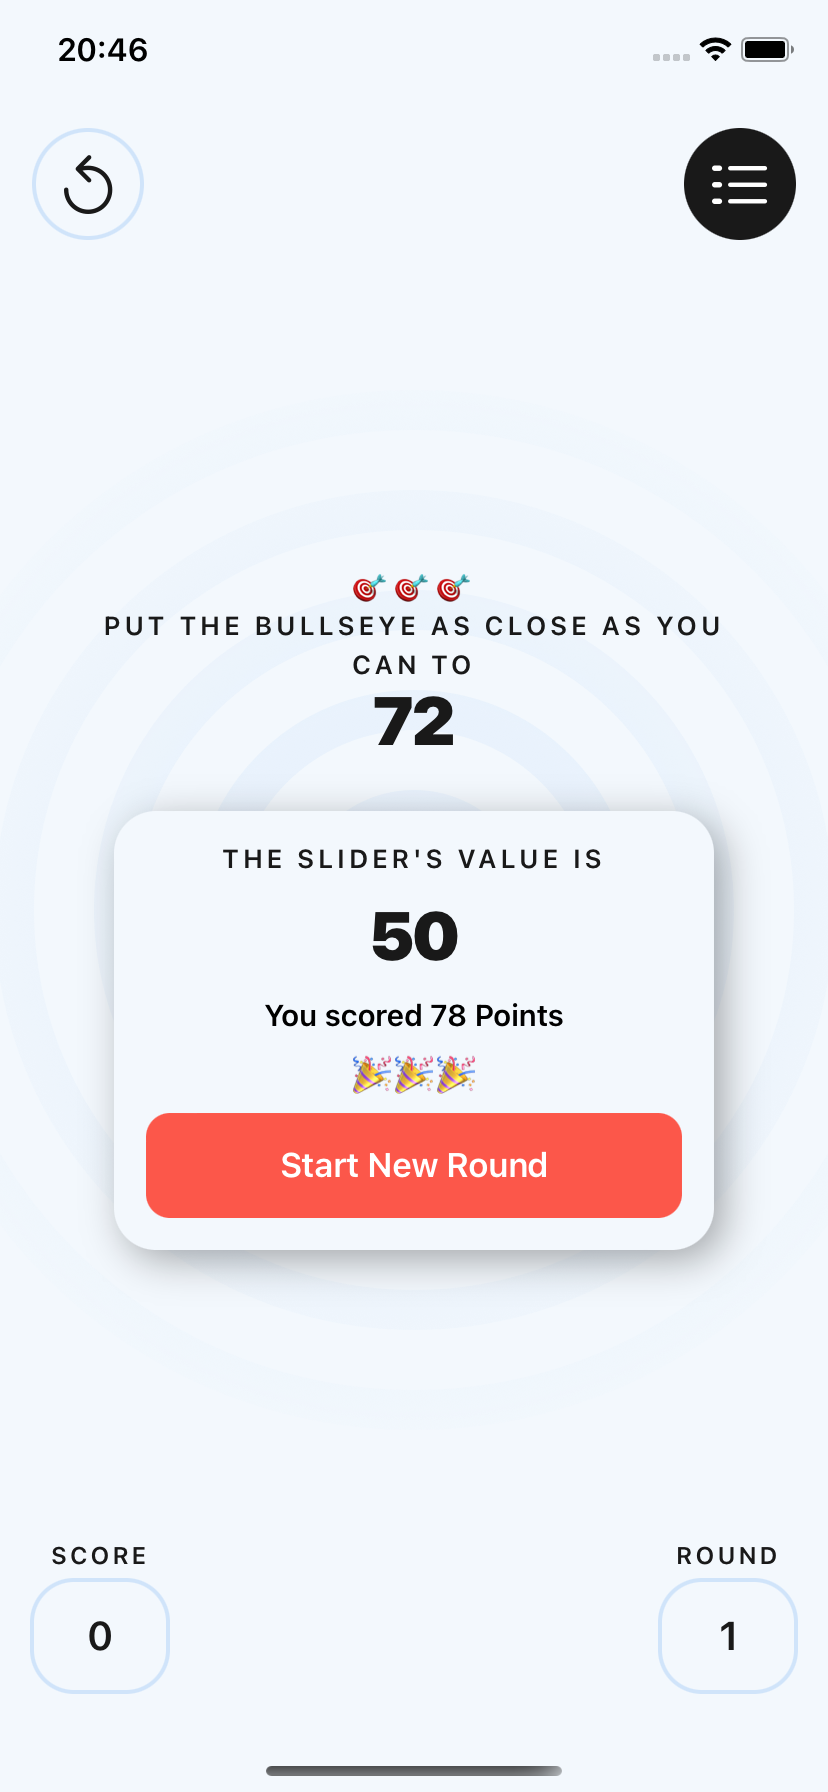 20:46
🎯🎯🎯
PUT THE BULLSEYE AS CLOSE AS YOU
CAN TO
72
THE SLIDER'S VALUE IS
50
You scored 78 Points
🎉🎉🎉
Start New Round
SCORE
ROUND
0
1